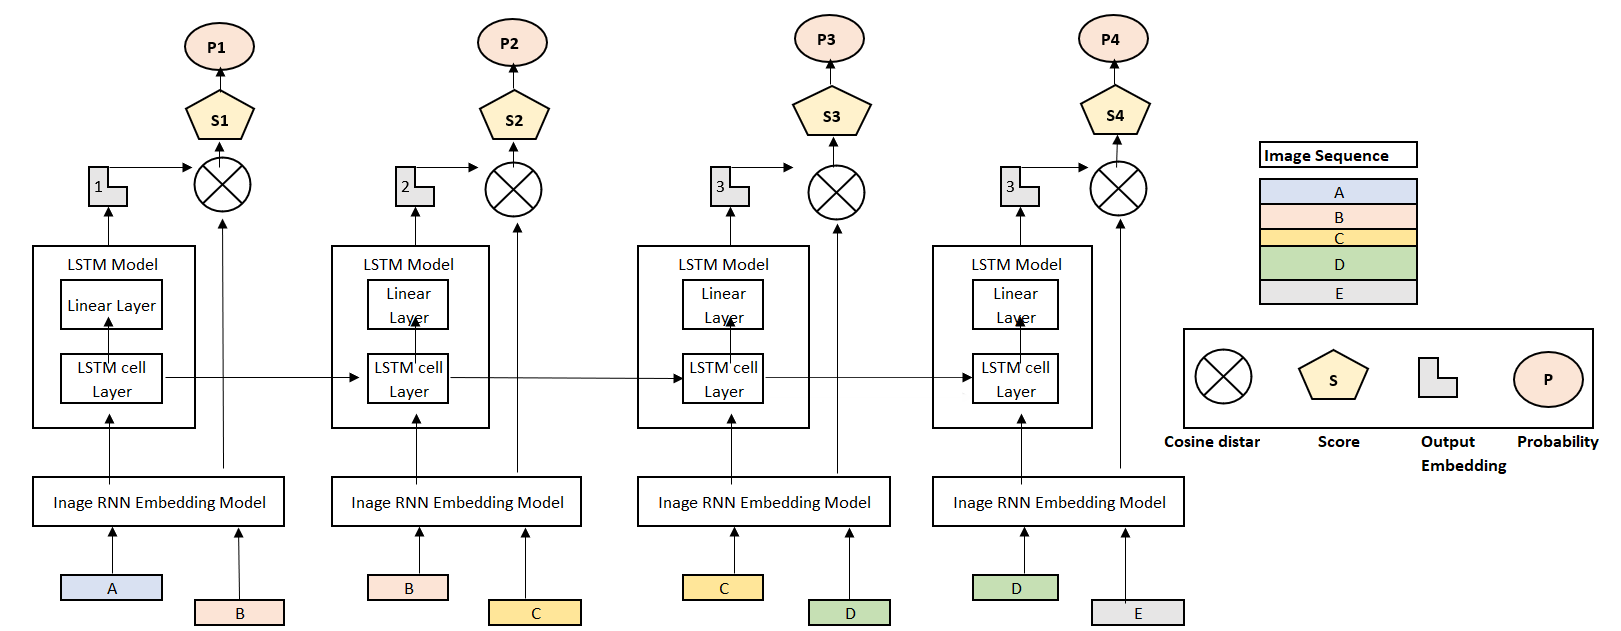 P1
P2
P3
P4
S1
S2
S3
S4
1
2
3
3
LSTM Model
LSTM Model
LSTM Model
LSTM Model
Linear Layer
Linear
Layer
Linear
Layer
Linear
Layer
LSTM cell
Layer
LSTM cell
Layer
LSTM cell
Layer
LSTM cell
Layer
Inage RNN Embedding Model
Inage RNN Embedding Model
Inage RNN Embedding Model
Inage RNN Embedding Model
A
B
B
C
C
D
D
E
Image Sequence
A
B
C
D
E
S
P
Cosine distar
Score
Output
Embedding
Probability